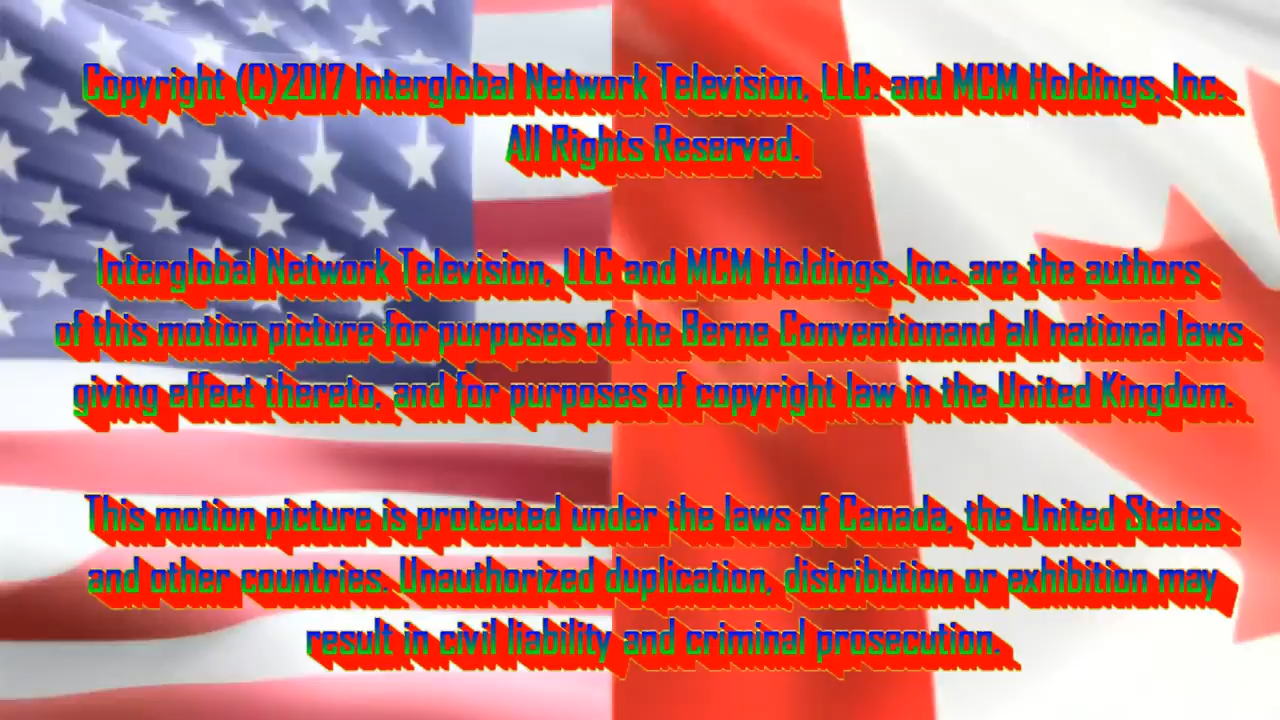 Copyright (C)2017 Interglobal Network Television, LLC. and MCM Holdings, Inc.
All Rights Reserved.
Interglobal Network Television, LLC and MCM Holdings, Inc. are the authors
of this motion picture for purposes of the Berne Conventionand all national laws
giving effect thereto, and for purposes of copyright law in the United Kingdom.
This motion picture is protected under the laws of Canada, the United States
and other countries. Unauthorized duplication, distribution or exhibition may
result in civil liability and criminal prosecution.